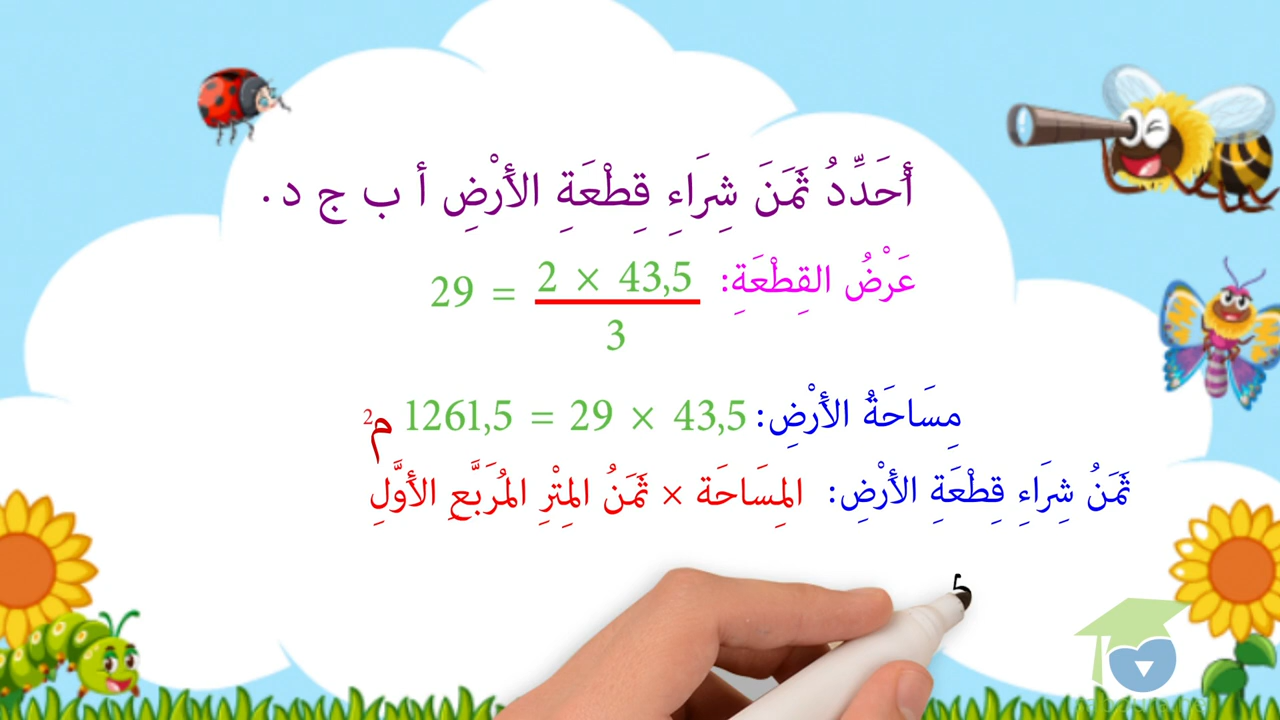 أُحَدِّدُ ثَمَنَ شِرَاءِ قِطْعَةِ الأَرْضِ أ ب ج د .
عَرْضُ القِطْعَةِ: 2 × 43,5 = 29
3
مِسَاحَةُ الأَرْضِ: 43,5 × 29 = 1261,5 م²
ثَمَنُ شِرَاءِ قِطْعَةِ الأَرْضِ: المِسَاحَة × ثَمَنُ المِتْرِ المُرَبَّعِ الأَوَّلِ
5